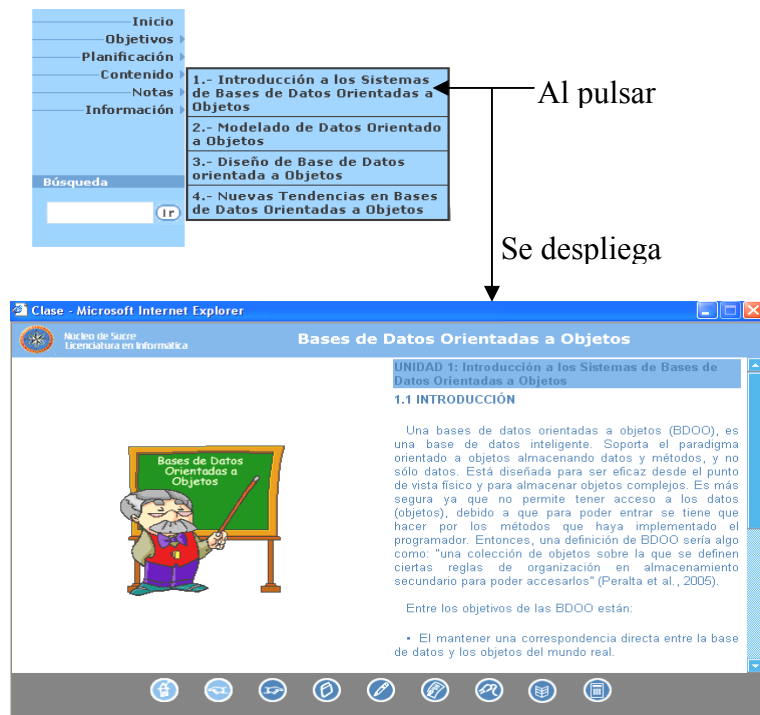 Inicio
Objetivos
Planificación
Contenido
Notas
Información
1.- Introducción a los Sistemas
de Bases de Datos Orientadas a
Objetos
2.- Modelado de Datos Orientado
a Objetos
3.- Diseño de Base de Datos
orientada a Objetos
4.- Nuevas Tendencias en Bases
de Datos Orientadas a Objetos
Al pulsar
Búsqueda
Ir
Se despliega
Clase - Microsoft Internet Explorer
Núcleo de Sucre
Licenciatura en Informática
Bases de Datos Orientadas a Objetos
Bases de Datos
Orientadas a
Objetos
UNIDAD 1: Introducción a los Sistemas de Bases de
Datos Orientadas a Objetos
1.1 INTRODUCCIÓN
Una bases de datos orientadas a objetos (BDOO), es
una base de datos inteligente. Soporta el paradigma
orientado a objetos almacenando datos y métodos, y no
sólo datos. Está diseñada para ser eficaz desde el punto
de vista físico y para almacenar objetos complejos. Es más
segura ya que no permite tener acceso a los datos
(objetos), debido a que para poder entrar se tiene que
hacer por los métodos que haya implementado el
programador. Entonces, una definición de BDOO sería algo
como: "una colección de objetos sobre la que se definen
ciertas reglas de organización en almacenamiento
secundario para poder accesarlos" (Peralta et al., 2005).
Entre los objetivos de las BDOO están:
• El mantener una correspondencia directa entre la base
de datos y los objetos del mundo real.